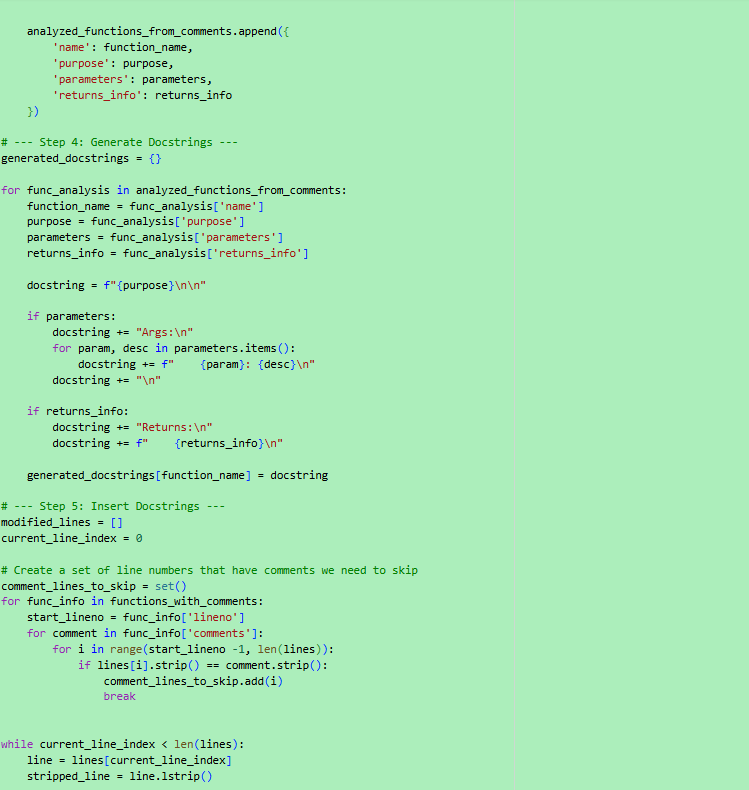 analyzed_functions_from_comments.append({
        'name': function_name,
        'purpose': purpose,
        'parameters': parameters,
        'returns_info': returns_info
    })
# --- Step 4: Generate Docstrings ---
generated_docstrings = {}
for func_analysis in analyzed_functions_from_comments:
    function_name = func_analysis['name']
    purpose = func_analysis['purpose']
    parameters = func_analysis['parameters']
    returns_info = func_analysis['returns_info']
    docstring = f"{purpose}\n\n"
    if parameters:
        docstring += "Args:\n"
        for param, desc in parameters.items():
            docstring += f"    {param}: {desc}\n"
        docstring += "\n"
    if returns_info:
        docstring += "Returns:\n"
        docstring += f"    {returns_info}\n"
    generated_docstrings[function_name] = docstring
# --- Step 5: Insert Docstrings ---
modified_lines = []
current_line_index = 0
# Create a set of line numbers that have comments we need to skip
comment_lines_to_skip = set()
for func_info in functions_with_comments:
    start_lineno = func_info['lineno']
    for comment in func_info['comments']:
        for i in range(start_lineno -1, len(lines)):
            if lines[i].strip() == comment.strip():
                comment_lines_to_skip.add(i)
                break
while current_line_index < len(lines):
    line = lines[current_line_index]
    stripped_line = line.lstrip()